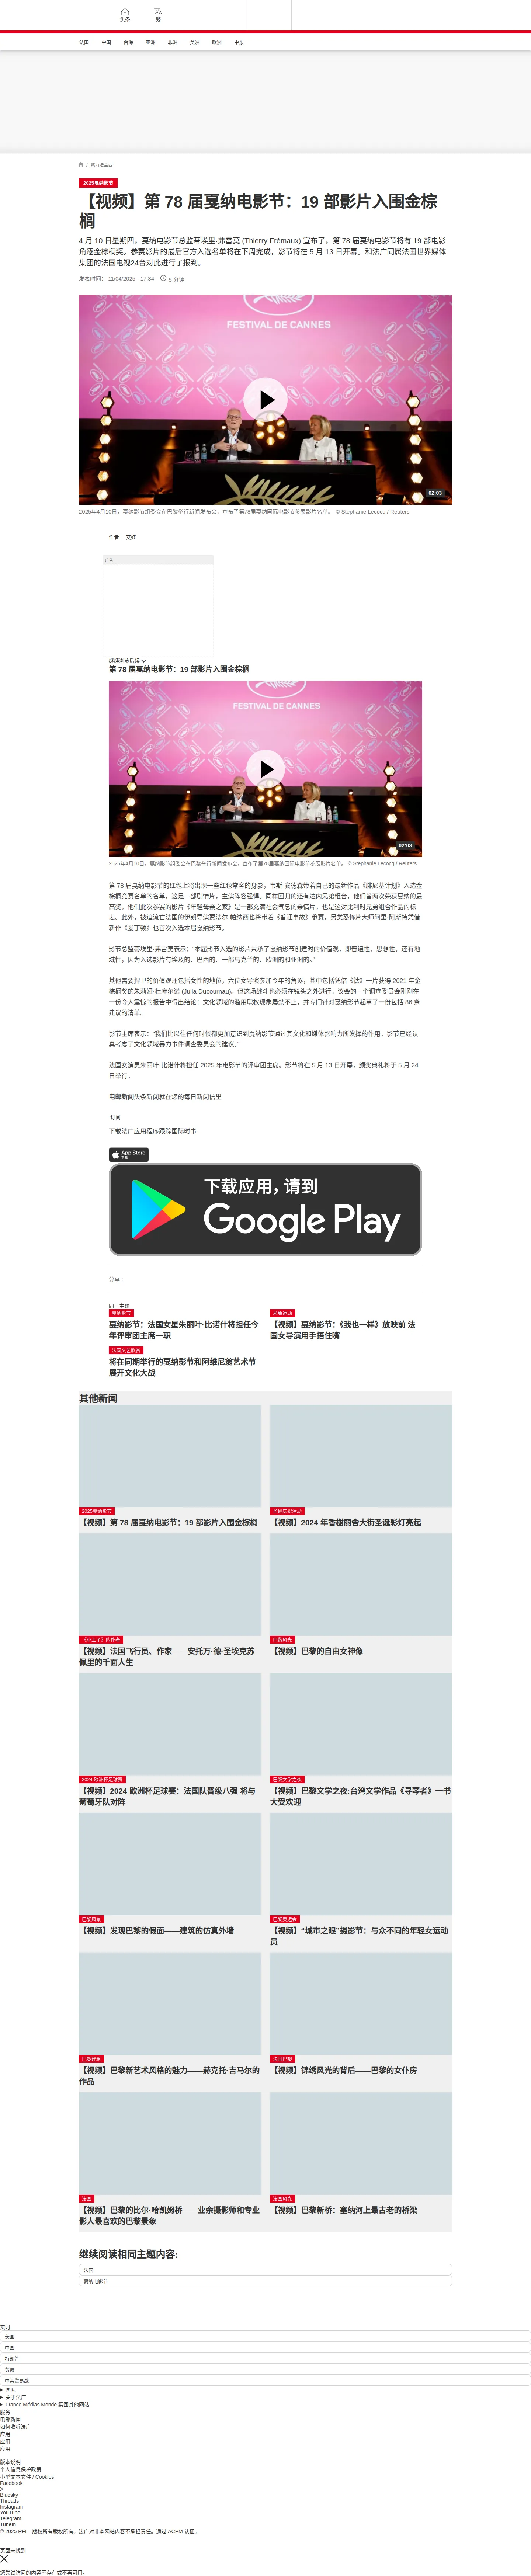 头条
繁
法国 中国 台海 亚洲 非洲 美洲 欧洲 中东
/ 魅力法兰西
2025戛纳影节
【视频】第 78 届戛纳电影节：19 部影片入围金棕
榈
4 月 10 日星期四，戛纳电影节总监蒂埃里·弗雷莫 (Thierry Frémaux) 宣布了，第 78 届戛纳电影节将有 19 部电影
角逐金棕榈奖。参赛影片的最后官方入选名单将在下周完成，影节将在 5 月 13 日开幕。和法广同属法国世界媒体
集团的法国电视24台对此进行了报到。
发表时间： 11/04/2025 - 17:34 5 分钟
FESTIVAL DE CANNES
02:03
2025年4月10日，戛纳影节组委会在巴黎举行新闻发布会，宣布了第78届戛纳国际电影节参展影片名单。 © Stephanie Lecocq / Reuters
作者： 艾娃
广告
继续浏览后续
第 78 届戛纳电影节：19 部影片入围金棕榈
FESTIVAL DE CANNES
02:03
2025年4月10日，戛纳影节组委会在巴黎举行新闻发布会，宣布了第78届戛纳国际电影节参展影片名单。 © Stephanie Lecocq / Reuters
第 78 届戛纳电影节的红毯上将出现一些红毯常客的身影，韦斯·安德森带着自己的最新作品《腓尼基计划》入选金
棕榈竞赛名单的名单，这是一部剧情片，主演阵容强悍。同样回归的还有达内兄弟组合，他们曾两次荣获戛纳的最
高奖，他们此次参赛的影片《年轻母亲之家》是一部充满社会气息的亲情片，也是这对比利时兄弟组合作品的标
志。此外，被迫流亡法国的伊朗导演贾法尔·帕纳西也将带着《普通事故》参赛，另类恐怖片大师阿里·阿斯特凭借
新作《爱丁顿》也首次入选本届戛纳影节。
影节总监蒂埃里·弗雷莫表示：“本届影节入选的影片秉承了戛纳影节创建时的价值观，即普遍性、思想性，还有地
域性，因为入选影片有埃及的、巴西的、一部乌克兰的、欧洲的和亚洲的。”
其他需要捍卫的价值观还包括女性的地位，六位女导演参加今年的角逐，其中包括凭借《钛》一片获得 2021 年金
棕榈奖的朱莉娅·杜库尔诺 (Julia Ducournau)。但这场战斗也必须在镜头之外进行。议会的一个调查委员会刚刚在
一份令人震惊的报告中得出结论：文化领域的滥用职权现象屡禁不止，并专门针对戛纳影节起草了一份包括 86 条
建议的清单。
影节主席表示：“我们比以往任何时候都更加意识到戛纳影节通过其文化和媒体影响力所发挥的作用。影节已经认
真考虑了文化领域暴力事件调查委员会的建议。”
法国女演员朱丽叶·比诺什将担任 2025 年电影节的评审团主席。影节将在 5 月 13 日开幕，颁奖典礼将于 5 月 24
日举行。
电邮新闻头条新闻就在您的每日新闻信里
订阅
下载法广应用程序跟踪国际时事
App Store
下载
下载应用，请到
Google Play
分享 :
同一主题
戛纳影节
戛纳影节：法国女星朱丽叶·比诺什将担任今
年评审团主席一职
米兔运动
【视频】戛纳影节：《我也一样》放映前 法
国女导演用手捂住嘴
法国文艺欣赏
将在同期举行的戛纳影节和阿维尼翁艺术节
展开文化大战
其他新闻
2025戛纳影节
【视频】第 78 届戛纳电影节：19 部影片入围金棕榈
圣诞庆祝活动
【视频】2024 年香榭丽舍大街圣诞彩灯亮起
《小王子》的作者
【视频】法国飞行员、作家——安托万·德·圣埃克苏
佩里的千面人生
巴黎风光
【视频】巴黎的自由女神像
2024 欧洲杯足球赛
【视频】2024 欧洲杯足球赛：法国队晋级八强 将与
葡萄牙队对阵
巴黎文学之夜
【视频】巴黎文学之夜:台湾文学作品《寻琴者》一书
大受欢迎
巴黎风景
【视频】发现巴黎的假面——建筑的仿真外墙
巴黎奥运会
【视频】“城市之眼”摄影节：与众不同的年轻女运动
员
巴黎建筑
【视频】巴黎新艺术风格的魅力——赫克托·吉马尔的
作品
法国巴黎
【视频】锦绣风光的背后——巴黎的女仆房
法国
【视频】巴黎的比尔·哈凯姆桥——业余摄影师和专业
影人最喜欢的巴黎景象
法国风光
【视频】巴黎新桥：塞纳河上最古老的桥梁
继续阅读相同主题内容:
法国
戛纳电影节
实时
美国
中国
特朗普
贸易
中美贸易战
国际
关于法广
France Médias Monde 集团其他网站
服务
电邮新闻
如何收听法广
应用
应用
应用
版本说明
个人信息保护政策
小型文本文件 / Cookies
Facebook
X
Bluesky
Threads
Instagram
YouTube
Telegram
TuneIn
© 2025 RFI – 版权所有版权所有。法广对非本网站内容不承担责任。通过 ACPM 认证。
页面未找到
您尝试访问的内容不存在或不再可用。